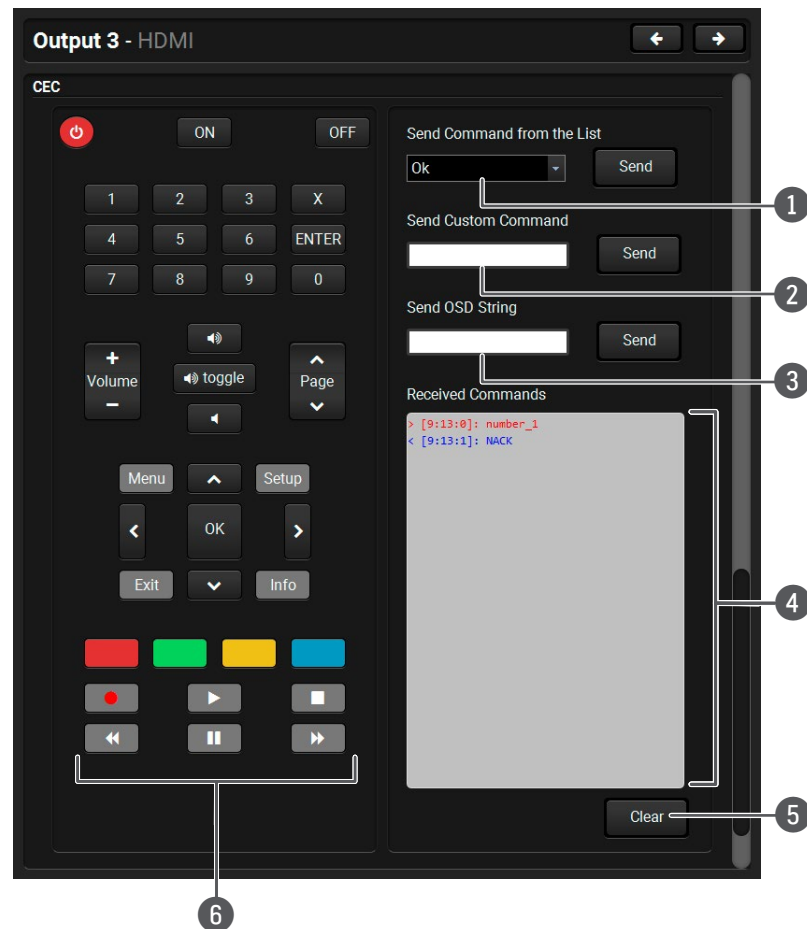 Output 3 - HDMI
CEC
ON OFF
1 2 3 X
4 5 6 ENTER
7 8 9 0
+
Volume
−
toggle
Page
Menu Setup
OK
Exit Info
Send Command from the List
Ok Send
1
Send Custom Command
Send
2
Send OSD String
Send
3
Received Commands
> [9:13:0]: number_1
< [9:13:1]: NACK
4
Clear
5
6